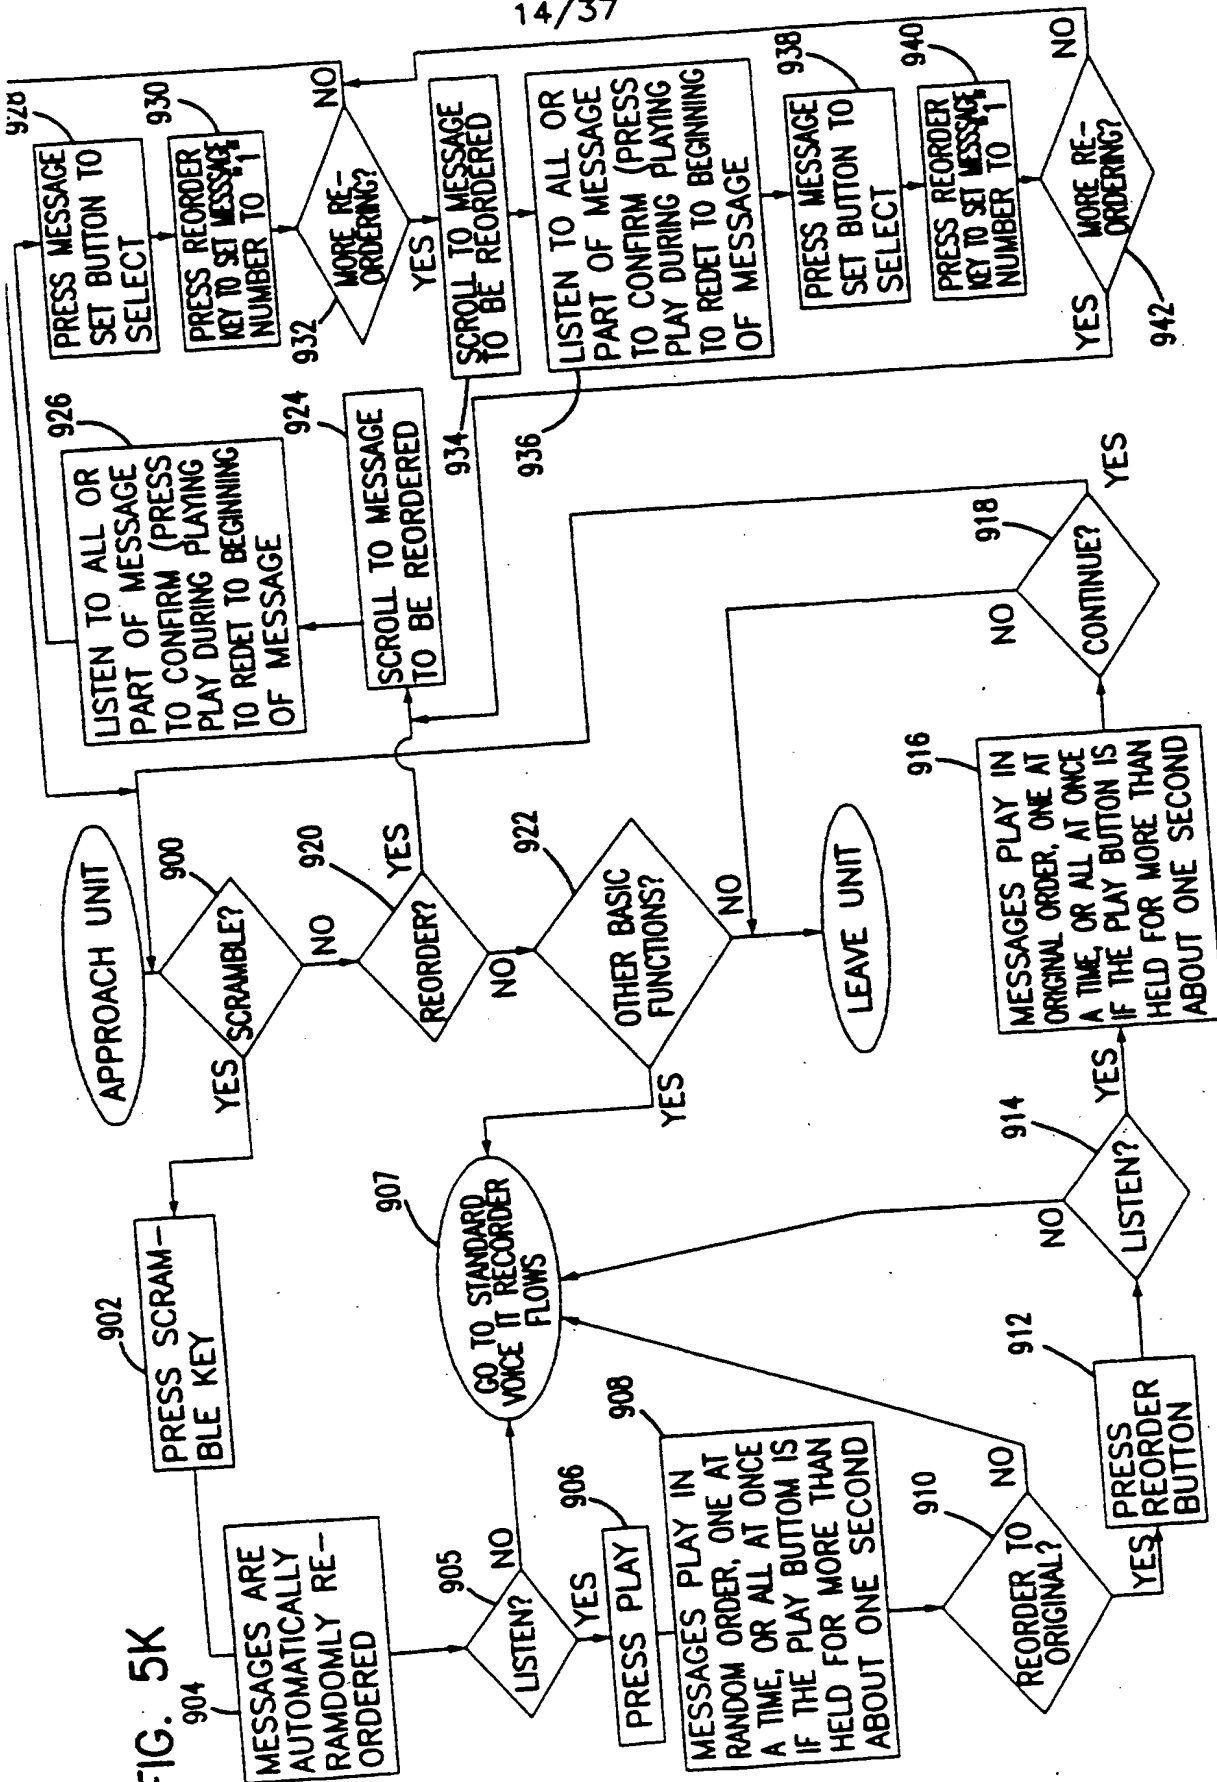 14/37
FIG. 5K
APPROACH UNIT
900
SCRAMBLE?
YES
NO
902
PRESS SCRAM-
BLE KEY
904
MESSAGES ARE
AUTOMATICALLY
RAMDOMLY RE-
ORDERED
905
LISTEN?
NO
YES
906
PRESS PLAY
907
GO TO STANDARD
VOICE IT RECORDER
FLOWS
908
MESSAGES PLAY IN
RANDOM ORDER, ONE AT
A TIME, OR ALL AT ONCE
IF THE PLAY BUTTOM IS
HELD FOR MORE THAN
ABOUT ONE SECOND
910
REORDER TO
ORIGINAL?
NO
YES
912
PRESS
REORDER
BUTTON
914
LISTEN?
NO
YES
916
MESSAGES PLAY IN
ORIGINAL ORDER, ONE AT
A TIME, OR ALL AT ONCE
IF THE PLAY BUTTON IS
HELD FOR MORE THAN
ABOUT ONE SECOND
918
CONTINUE?
NO
YES
920
REORDER?
YES
NO
922
OTHER BASIC
FUNCTIONS?
YES
NO
LEAVE UNIT
924
SCROLL TO MESSAGE
TO BE REORDERED
926
LISTEN TO ALL OR
PART OF MESSAGE
TO CONFIRM (PRESS
PLAY DURING PLAYING
TO REDET TO BEGINNING
OF MESSAGE
928
PRESS MESSAGE
SET BUTTON TO
SELECT
930
PRESS REORDER
KEY TO SET MESSAGE
NUMBER TO "1"
932
MORE RE-
ORDERING?
NO
YES
934
SCROLL TO MESSAGE
TO BE REORDERED
936
LISTEN TO ALL OR
PART OF MESSAGE
TO CONFIRM (PRESS
PLAY DURING PLAYING
TO REDET TO BEGINNING
OF MESSAGE
938
PRESS MESSAGE
SET BUTTON TO
SELECT
940
PRESS REORDER
KEY TO SET MESSAGE
NUMBER TO "1"
942
MORE RE-
ORDERING?
NO
YES